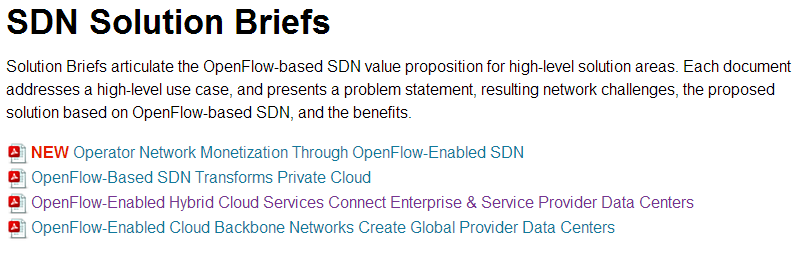 SDN Solution Briefs
Solution Briefs articulate the OpenFlow-based SDN value proposition for high-level solution areas. Each document
addresses a high-level use case, and presents a problem statement, resulting network challenges, the proposed
solution based on OpenFlow-based SDN, and the benefits.
NEW Operator Network Monetization Through OpenFlow-Enabled SDN
OpenFlow-Based SDN Transforms Private Cloud
OpenFlow-Enabled Hybrid Cloud Services Connect Enterprise & Service Provider Data Centers
OpenFlow-Enabled Cloud Backbone Networks Create Global Provider Data Centers